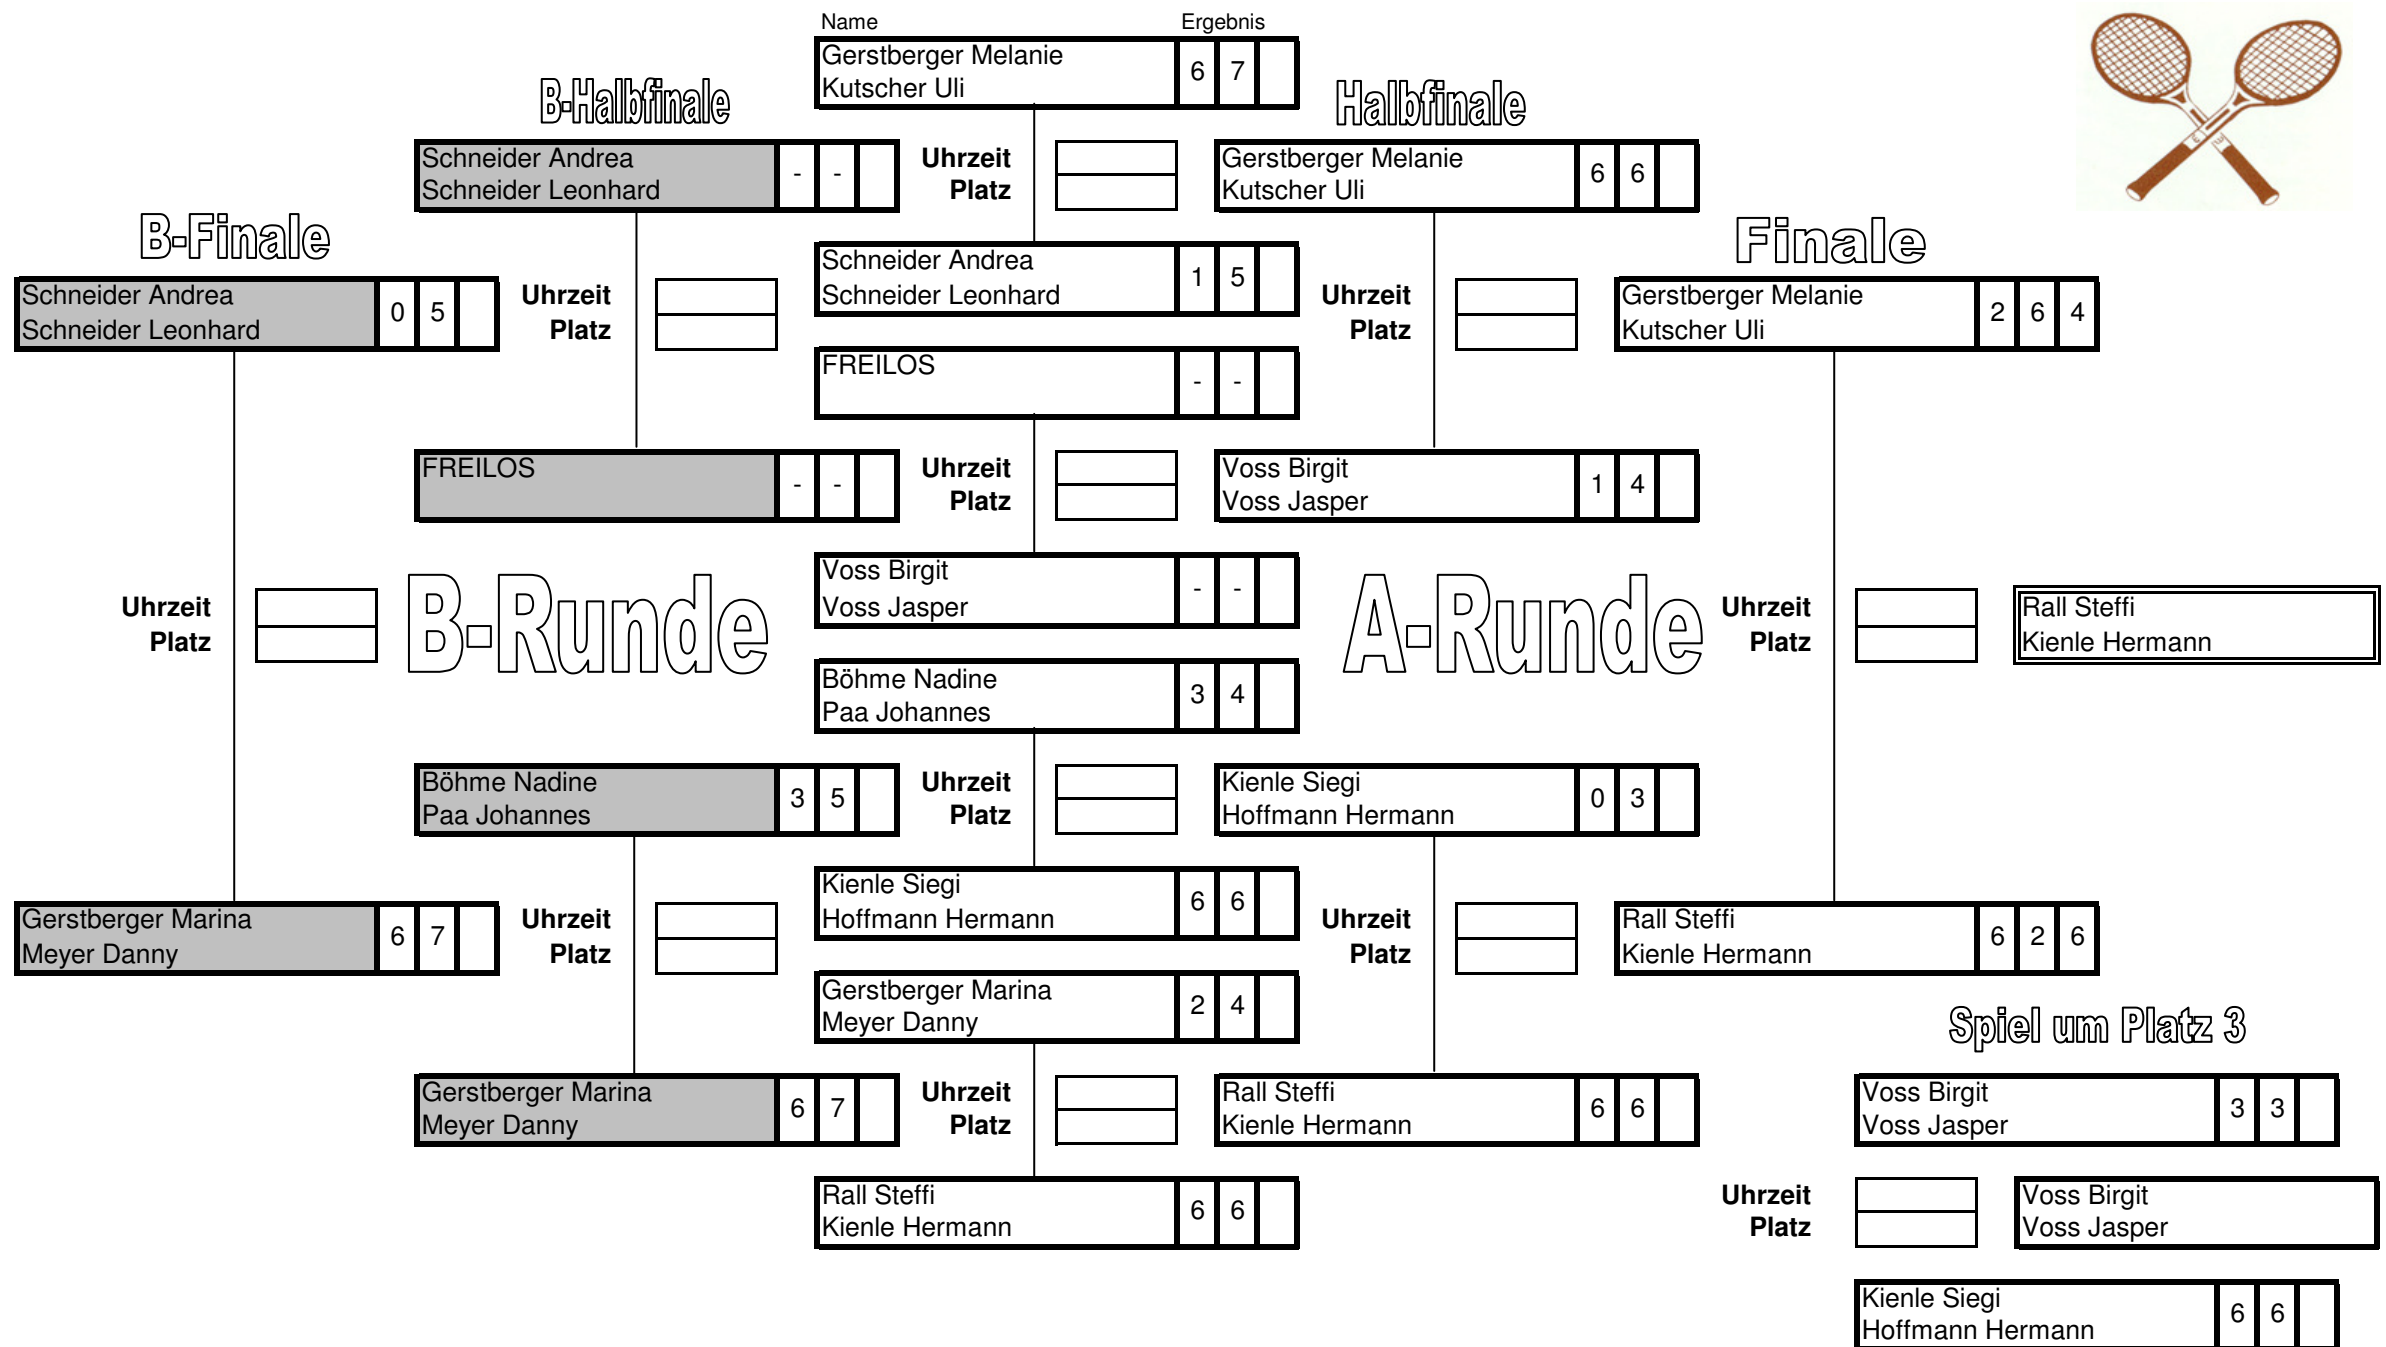 Name Ergebnis
Gerstberger Melanie
Kutscher Uli
6 7
B-Halbfinale
Halbfinale
Schneider Andrea
Schneider Leonhard
- -
Uhrzeit
Platz
Gerstberger Melanie
Kutscher Uli
6 6
B-Finale
Finale
Schneider Andrea
Schneider Leonhard
1 5
Schneider Andrea
Schneider Leonhard
0 5
Uhrzeit
Platz
Uhrzeit
Platz
Gerstberger Melanie
Kutscher Uli
2 6 4
FREILOS
- -
FREILOS
- -
Uhrzeit
Platz
Voss Birgit
Voss Jasper
1 4
Voss Birgit
Voss Jasper
- -
Uhrzeit
Platz
B-Runde
A-Runde
Uhrzeit
Platz
Rall Steffi
Kienle Hermann
Böhme Nadine
Paa Johannes
3 4
Böhme Nadine
Paa Johannes
3 5
Uhrzeit
Platz
Kienle Siegi
Hoffmann Hermann
0 3
Kienle Siegi
Hoffmann Hermann
6 6
Gerstberger Marina
Meyer Danny
6 7
Uhrzeit
Platz
Uhrzeit
Platz
Rall Steffi
Kienle Hermann
6 2 6
Gerstberger Marina
Meyer Danny
2 4
Spiel um Platz 3
Gerstberger Marina
Meyer Danny
6 7
Uhrzeit
Platz
Rall Steffi
Kienle Hermann
6 6
Voss Birgit
Voss Jasper
3 3
Rall Steffi
Kienle Hermann
6 6
Uhrzeit
Platz
Voss Birgit
Voss Jasper
Kienle Siegi
Hoffmann Hermann
6 6